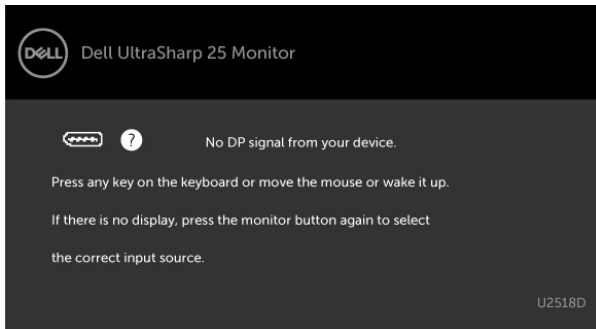 DELL
Dell UltraSharp 25 Monitor
? No DP signal from your device.
Press any key on the keyboard or move the mouse or wake it up.
If there is no display, press the monitor button again to select
the correct input source.
U2518D